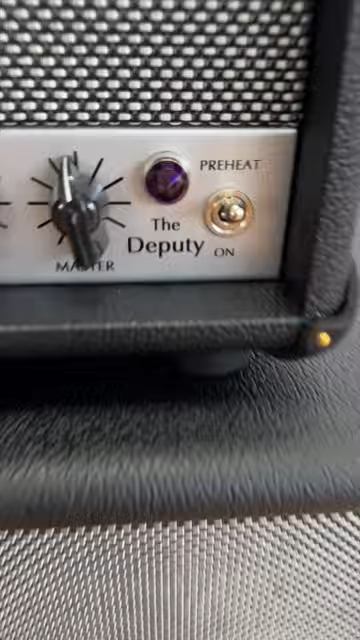 PREHEAT
The
Deputy
ON
MASTER